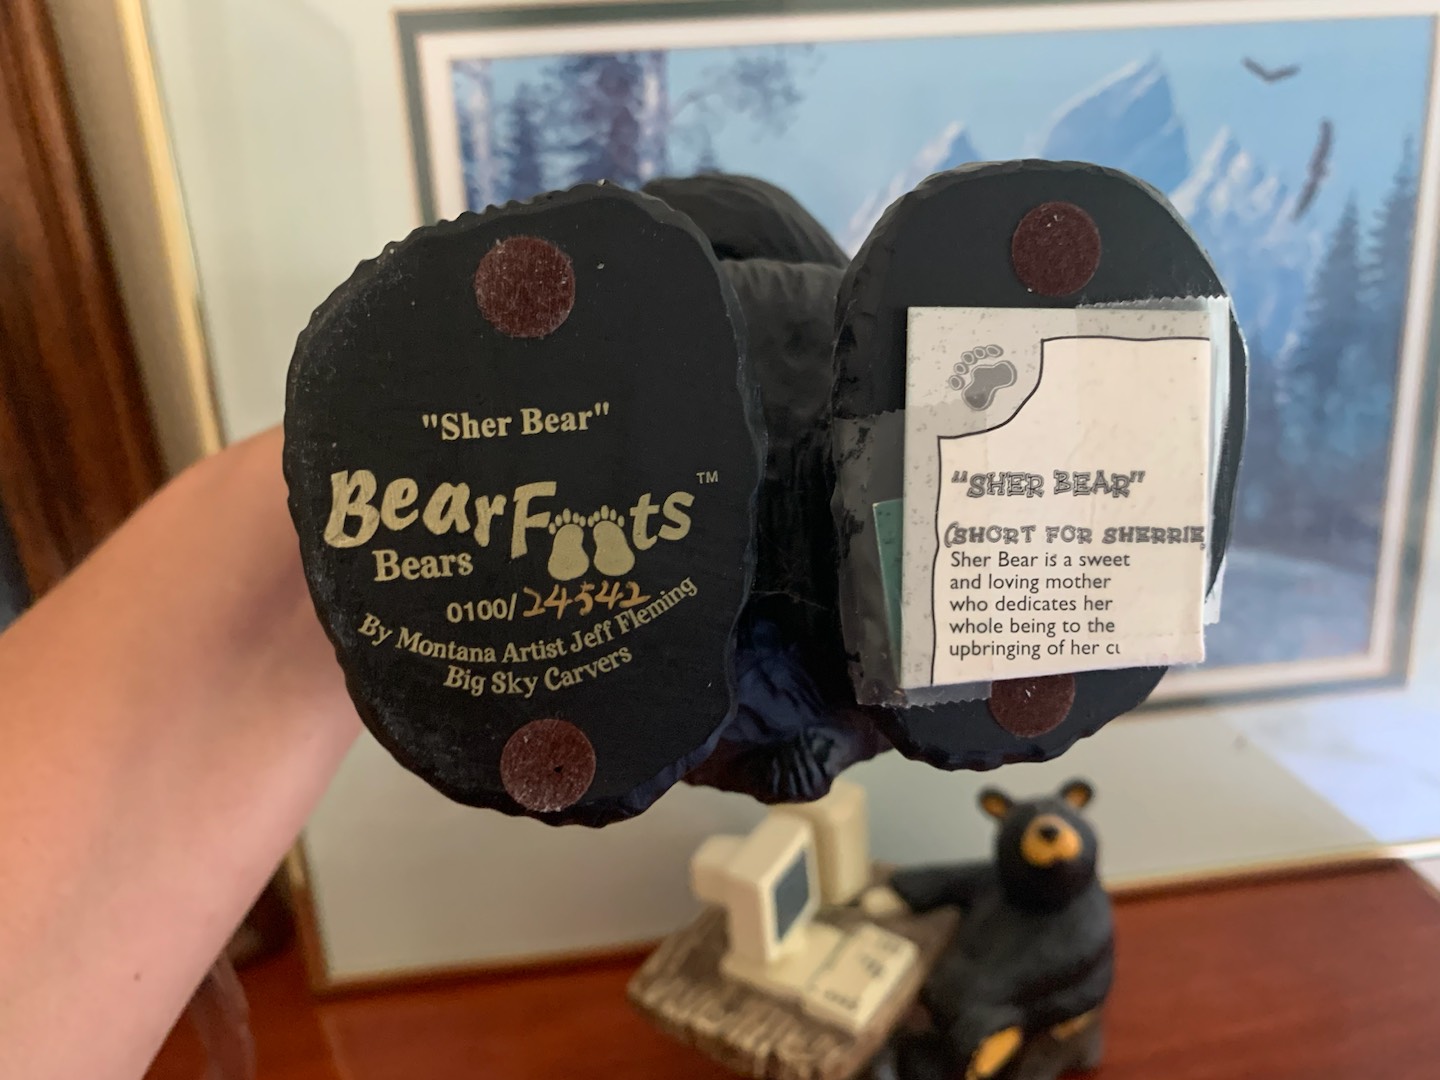 "Sher Bear"
BearFoots™
Bears
0100/24542
By Montana Artist Jeff Fleming
Big Sky Carvers
"SHER BEAR"
(SHORT FOR SHERRIE
Sher Bear is a sweet
and loving mother
who dedicates her
whole being to the
upbringing of her